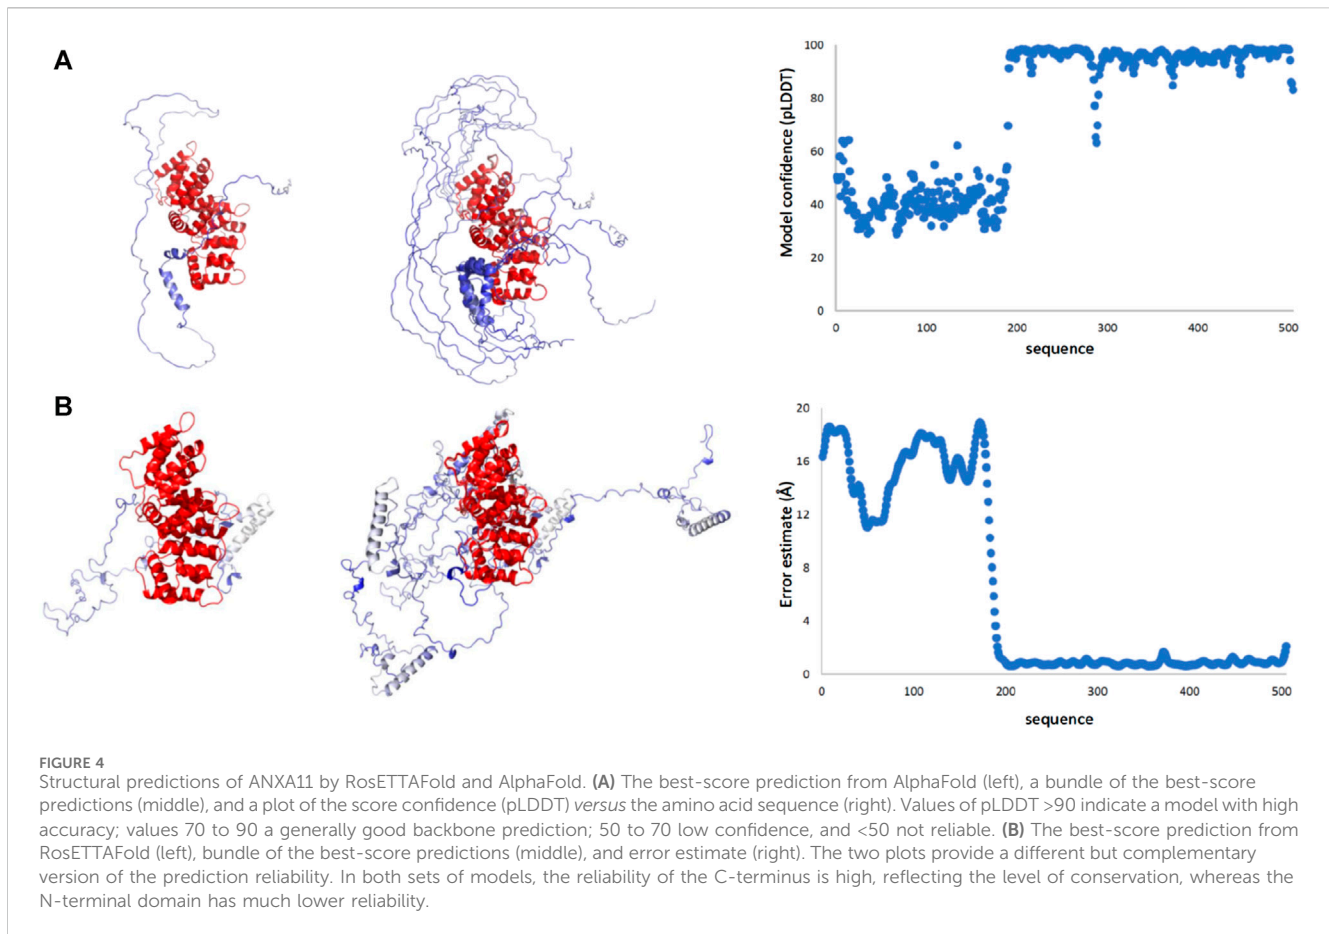 A
Model confidence (pLDDT)
100
80
60
40
20
0
0 100 200 300 400 500
sequence
B
Error estimate (Å)
20
16
12
8
4
0
0 100 200 300 400 500
sequence
FIGURE 4
Structural predictions of ANXA11 by RosETTAFold and AlphaFold. (A) The best-score prediction from AlphaFold (left), a bundle of the best-score
predictions (middle), and a plot of the score confidence (pLDDT) versus the amino acid sequence (right). Values of pLDDT >90 indicate a model with high
accuracy; values 70 to 90 a generally good backbone prediction; 50 to 70 low confidence, and <50 not reliable. (B) The best-score prediction from
RosETTAFold (left), bundle of the best-score predictions (middle), and error estimate (right). The two plots provide a different but complementary
version of the prediction reliability. In both sets of models, the reliability of the C-terminus is high, reflecting the level of conservation, whereas the
N-terminal domain has much lower reliability.